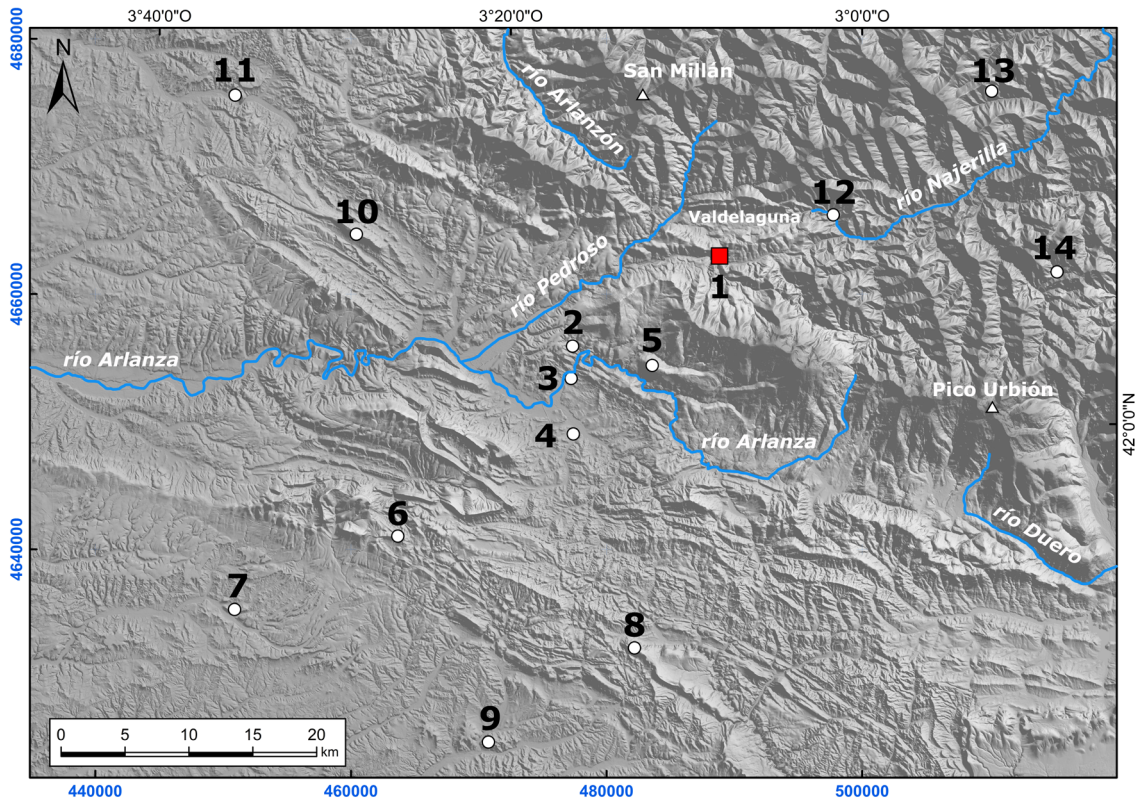 3°40'0"O 3°20'0"O 3°0'0"O
4680000
N
11
San Millán
13
río Arlanzón
río Najerilla
12
10
Valdelaguna
14
río Pedroso
1
4660000
2
5
río Arlanza
3
Pico Urbión
42°0'0"N
4
río Arlanza
6
río Duero
4640000
7
8
9
0 5 10 15 20
km
440000 460000 480000 500000